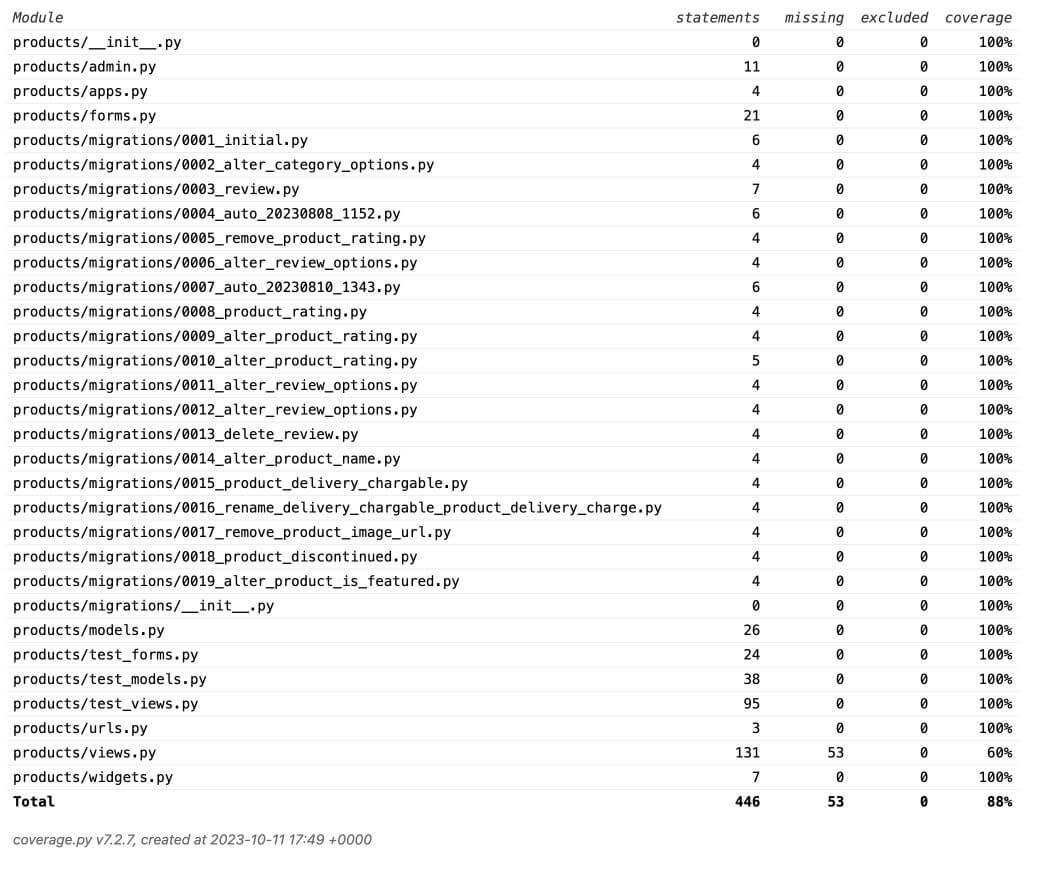 Module statements missing excluded coverage
products/__init__.py 0 0 0 100%
products/admin.py 11 0 0 100%
products/apps.py 4 0 0 100%
products/forms.py 21 0 0 100%
products/migrations/0001_initial.py 6 0 0 100%
products/migrations/0002_alter_category_options.py 4 0 0 100%
products/migrations/0003_review.py 7 0 0 100%
products/migrations/0004_auto_20230808_1152.py 6 0 0 100%
products/migrations/0005_remove_product_rating.py 4 0 0 100%
products/migrations/0006_alter_review_options.py 4 0 0 100%
products/migrations/0007_auto_20230810_1343.py 6 0 0 100%
products/migrations/0008_product_rating.py 4 0 0 100%
products/migrations/0009_alter_product_rating.py 4 0 0 100%
products/migrations/0010_alter_product_rating.py 5 0 0 100%
products/migrations/0011_alter_review_options.py 4 0 0 100%
products/migrations/0012_alter_review_options.py 4 0 0 100%
products/migrations/0013_delete_review.py 4 0 0 100%
products/migrations/0014_alter_product_name.py 4 0 0 100%
products/migrations/0015_product_delivery_chargable.py 4 0 0 100%
products/migrations/0016_rename_delivery_chargable_product_delivery_charge.py 4 0 0 100%
products/migrations/0017_remove_product_image_url.py 4 0 0 100%
products/migrations/0018_product_discontinued.py 4 0 0 100%
products/migrations/0019_alter_product_is_featured.py 4 0 0 100%
products/migrations/__init__.py 0 0 0 100%
products/models.py 26 0 0 100%
products/test_forms.py 24 0 0 100%
products/test_models.py 38 0 0 100%
products/test_views.py 95 0 0 100%
products/urls.py 3 0 0 100%
products/views.py 131 53 0 60%
products/widgets.py 7 0 0 100%
Total 446 53 0 88%
coverage.py v7.2.7, created at 2023-10-11 17:49 +0000